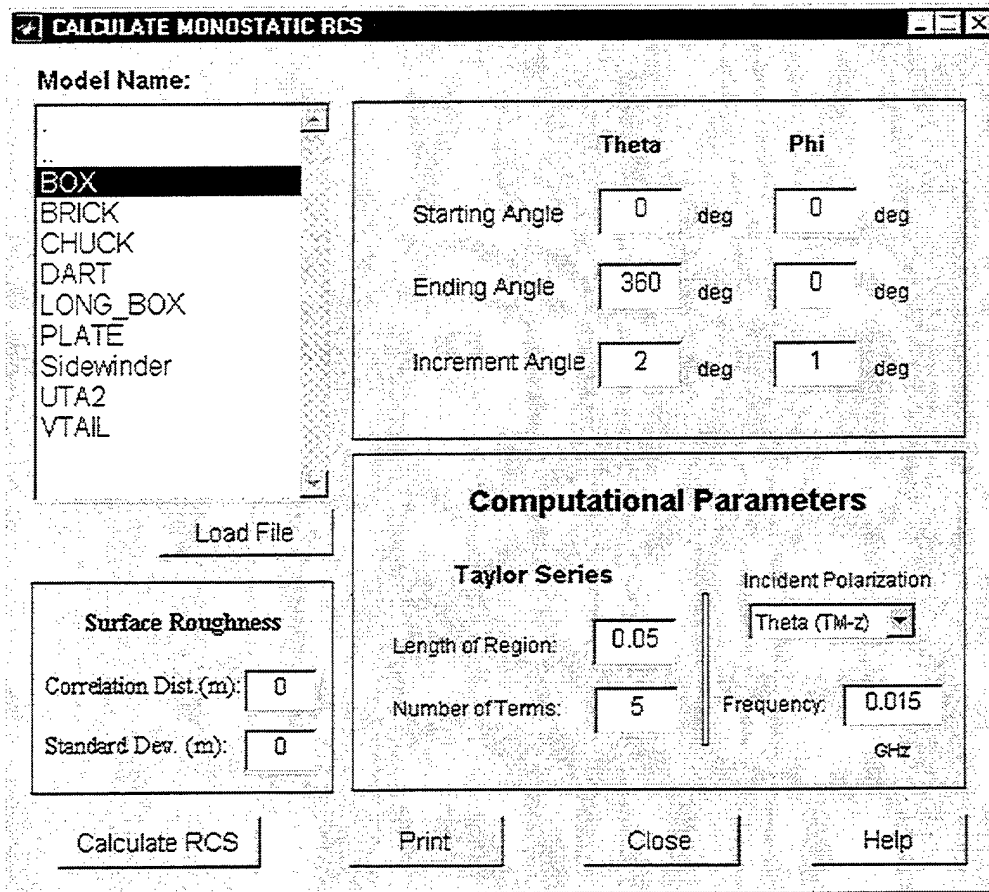 CALCULATE MONOSTATIC RCS
Model Name:
.
..
BOX
BRICK
CHUCK
DART
LONG_BOX
PLATE
Sidewinder
UTA2
VTAIL
Load File
Theta Phi
Starting Angle 0 deg 0 deg
Ending Angle 360 deg 0 deg
Increment Angle 2 deg 1 deg
Surface Roughness
Correlation Dist.(m): 0
Standard Dev. (m): 0
Computational Parameters
Taylor Series
Length of Region: 0.05
Number of Terms: 5
Incident Polarization
Theta (TM-z)
Frequency: 0.015
GHz
Calculate RCS Print Close Help